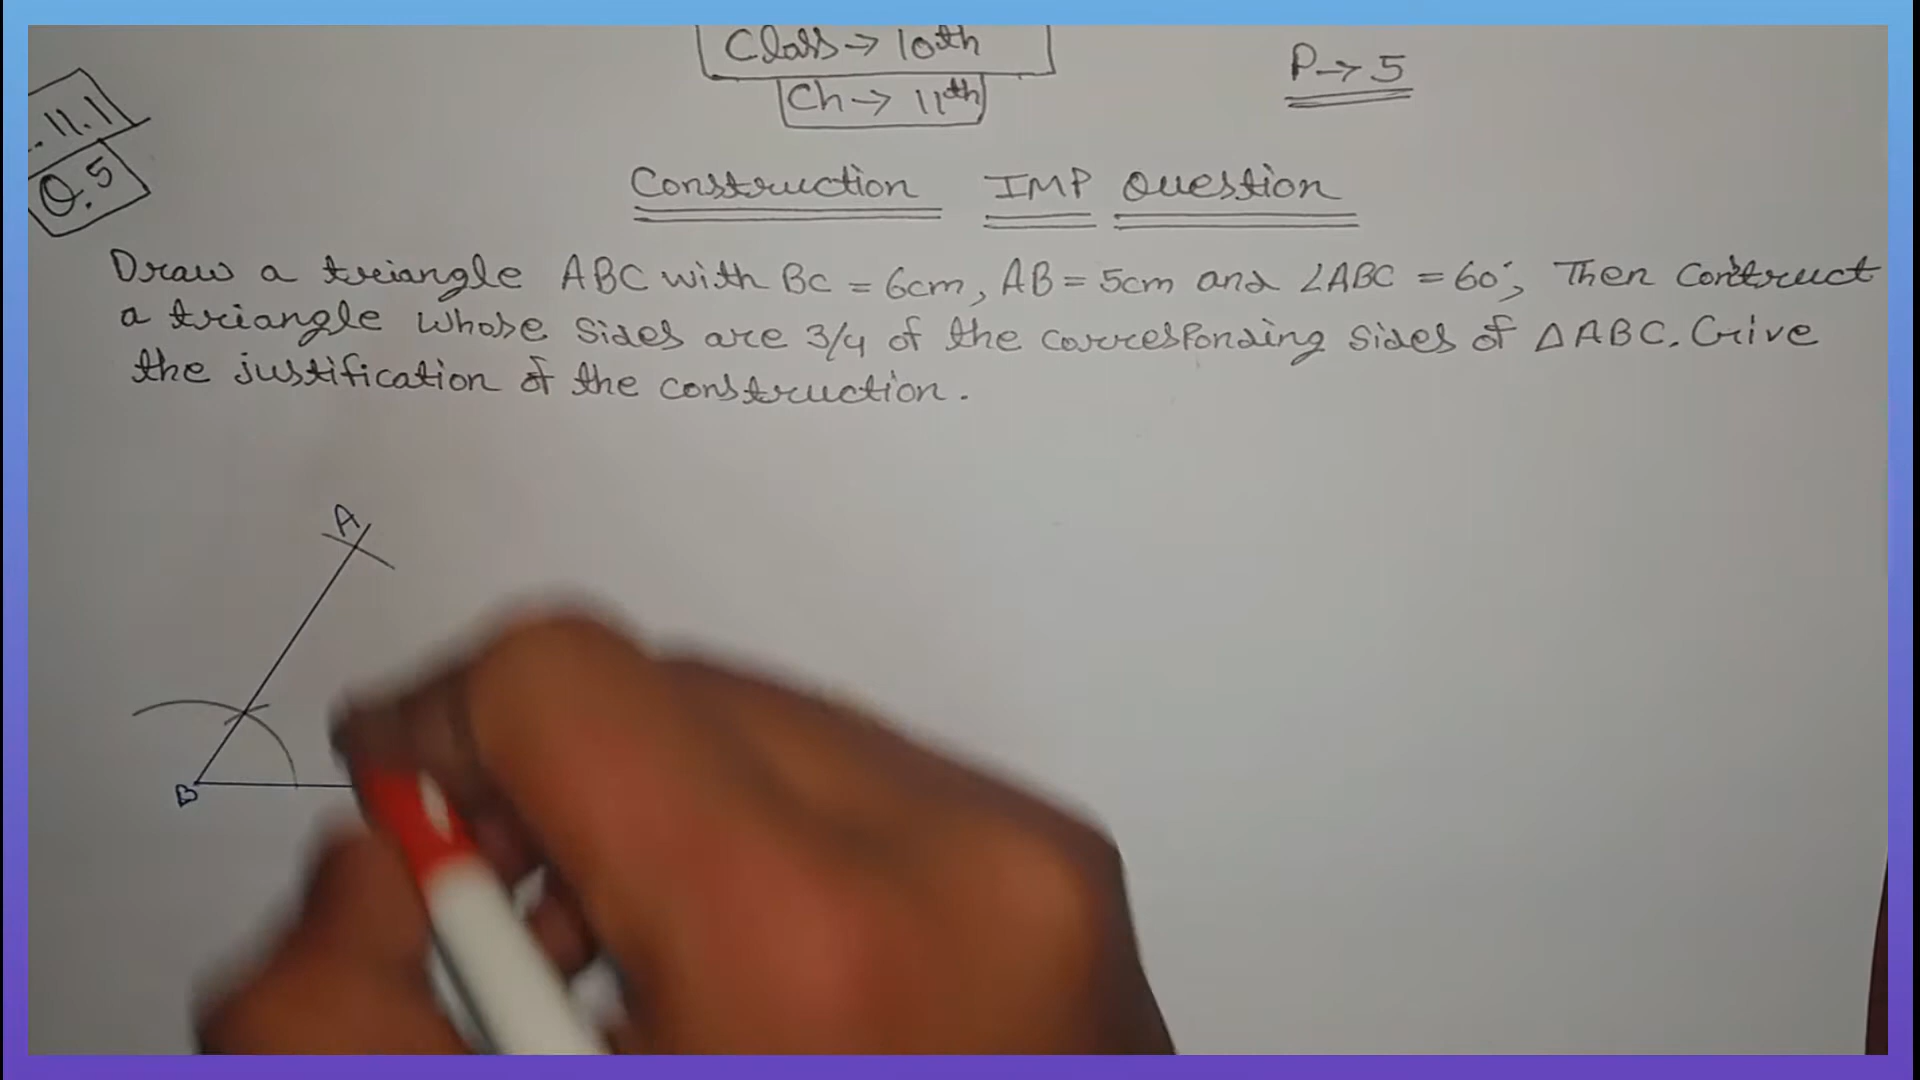 Class → 10th
Ch → 11th
P → 5
. 11.1
Q.5
Construction IMP Question
Draw a triangle ABC with BC = 6cm, AB = 5cm and ∠ABC = 60°, Then Construct
a triangle whose sides are 3/4 of the corresponding sides of △ABC. Give
the justification of the construction.
A
B